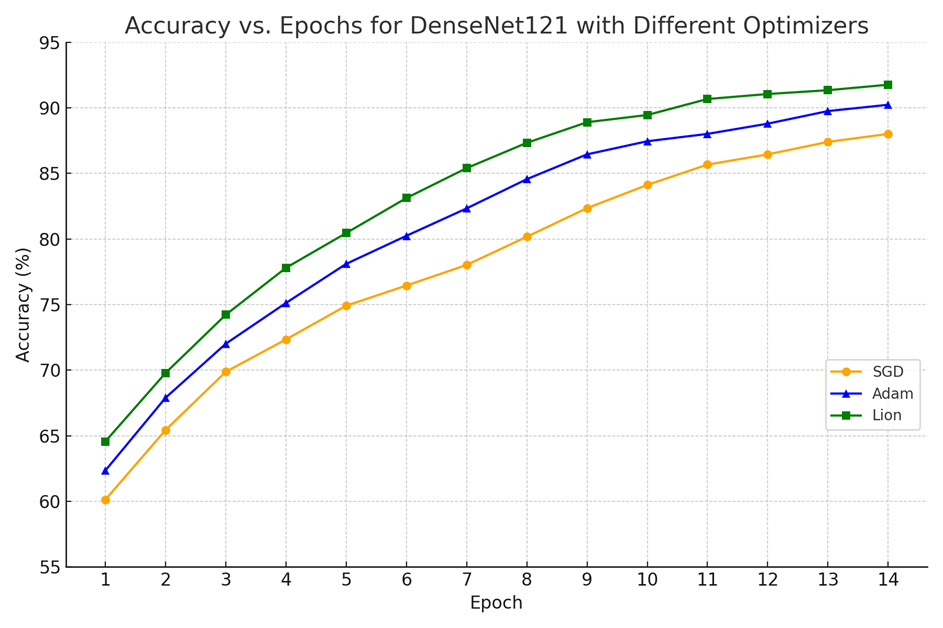 Accuracy vs. Epochs for DenseNet121 with Different Optimizers
95
90
85
80
75
70
65
60
55
Accuracy (%)
SGD
Adam
Lion
1 2 3 4 5 6 7 8 9 10 11 12 13 14
Epoch